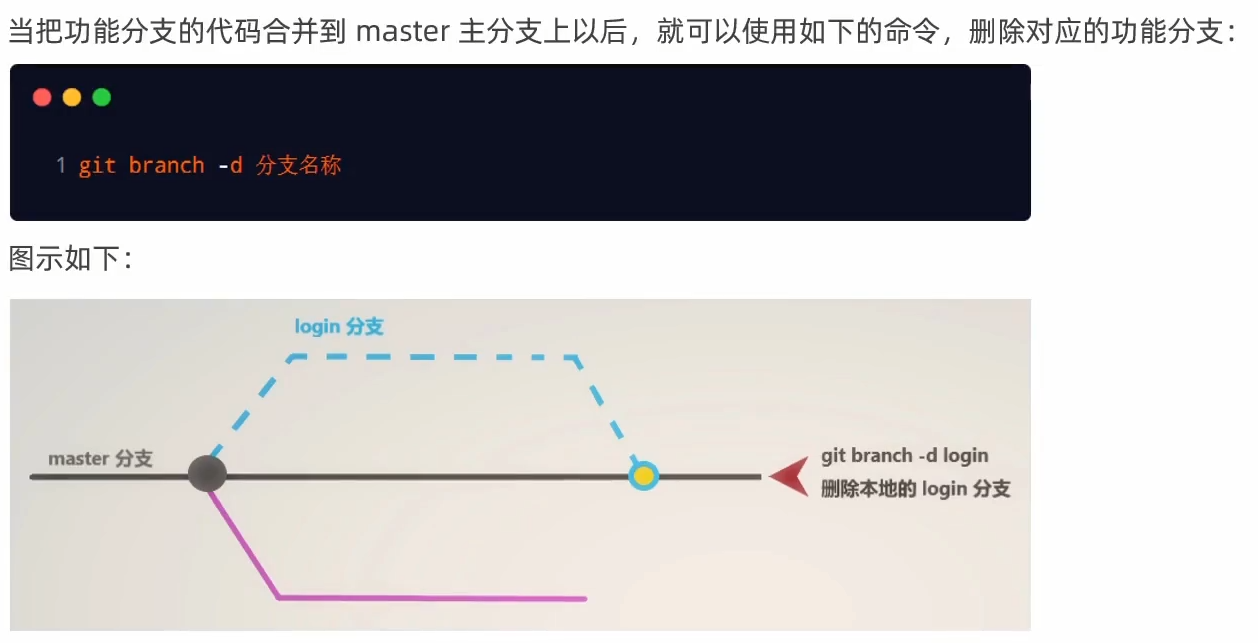 当把功能分支的代码合并到 master 主分支上以后，就可以使用如下的命令，删除对应的功能分支：
1 git branch -d 分支名称
图示如下：
login 分支
master 分支
git branch -d login
删除本地的 login 分支